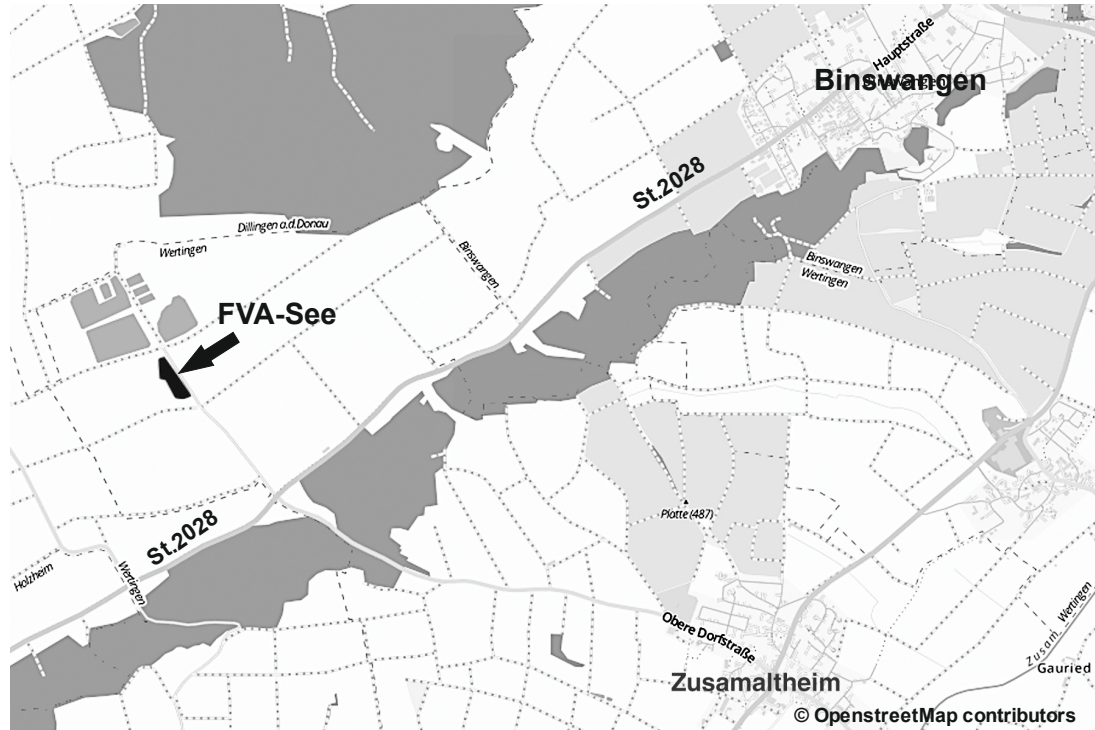 Hauptstraße
Binswangen
St.2028
Dillingen a.d.Donau
Wertingen
Binswangen
Binswangen
Wertingen
FVA-See
Platte (487)
St.2028
Holzheim
Wertingen
Obere Dorfstraße
Zusam
Wertingen
Gauried
Zusamaltheim
© OpenstreetMap contributors